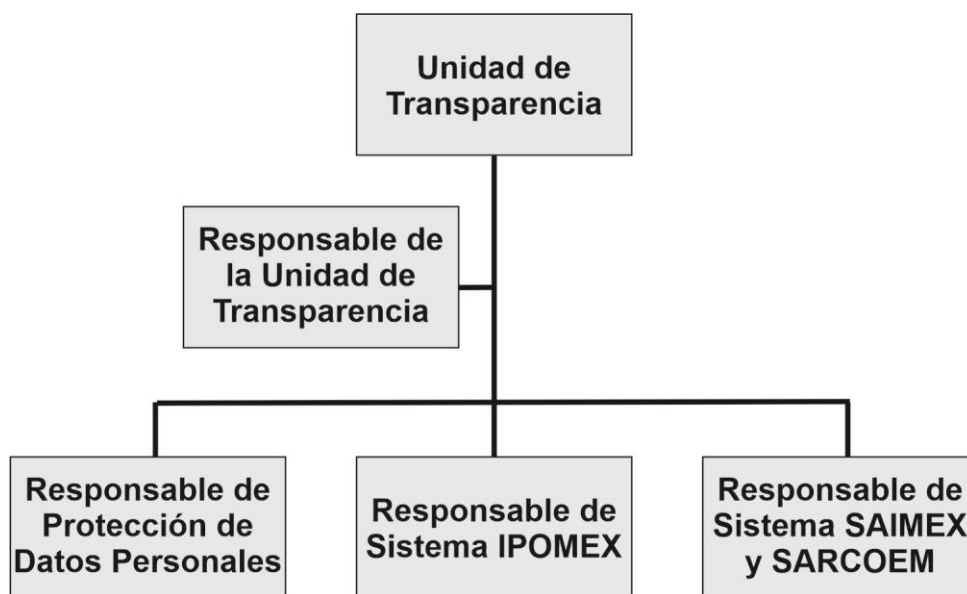 Unidad de
Transparencia
Responsable de
la Unidad de
Transparencia
Responsable de
Protección de
Datos Personales
Responsable de
Sistema IPOMEX
Responsable de
Sistema SAIMEX
y SARCOEM